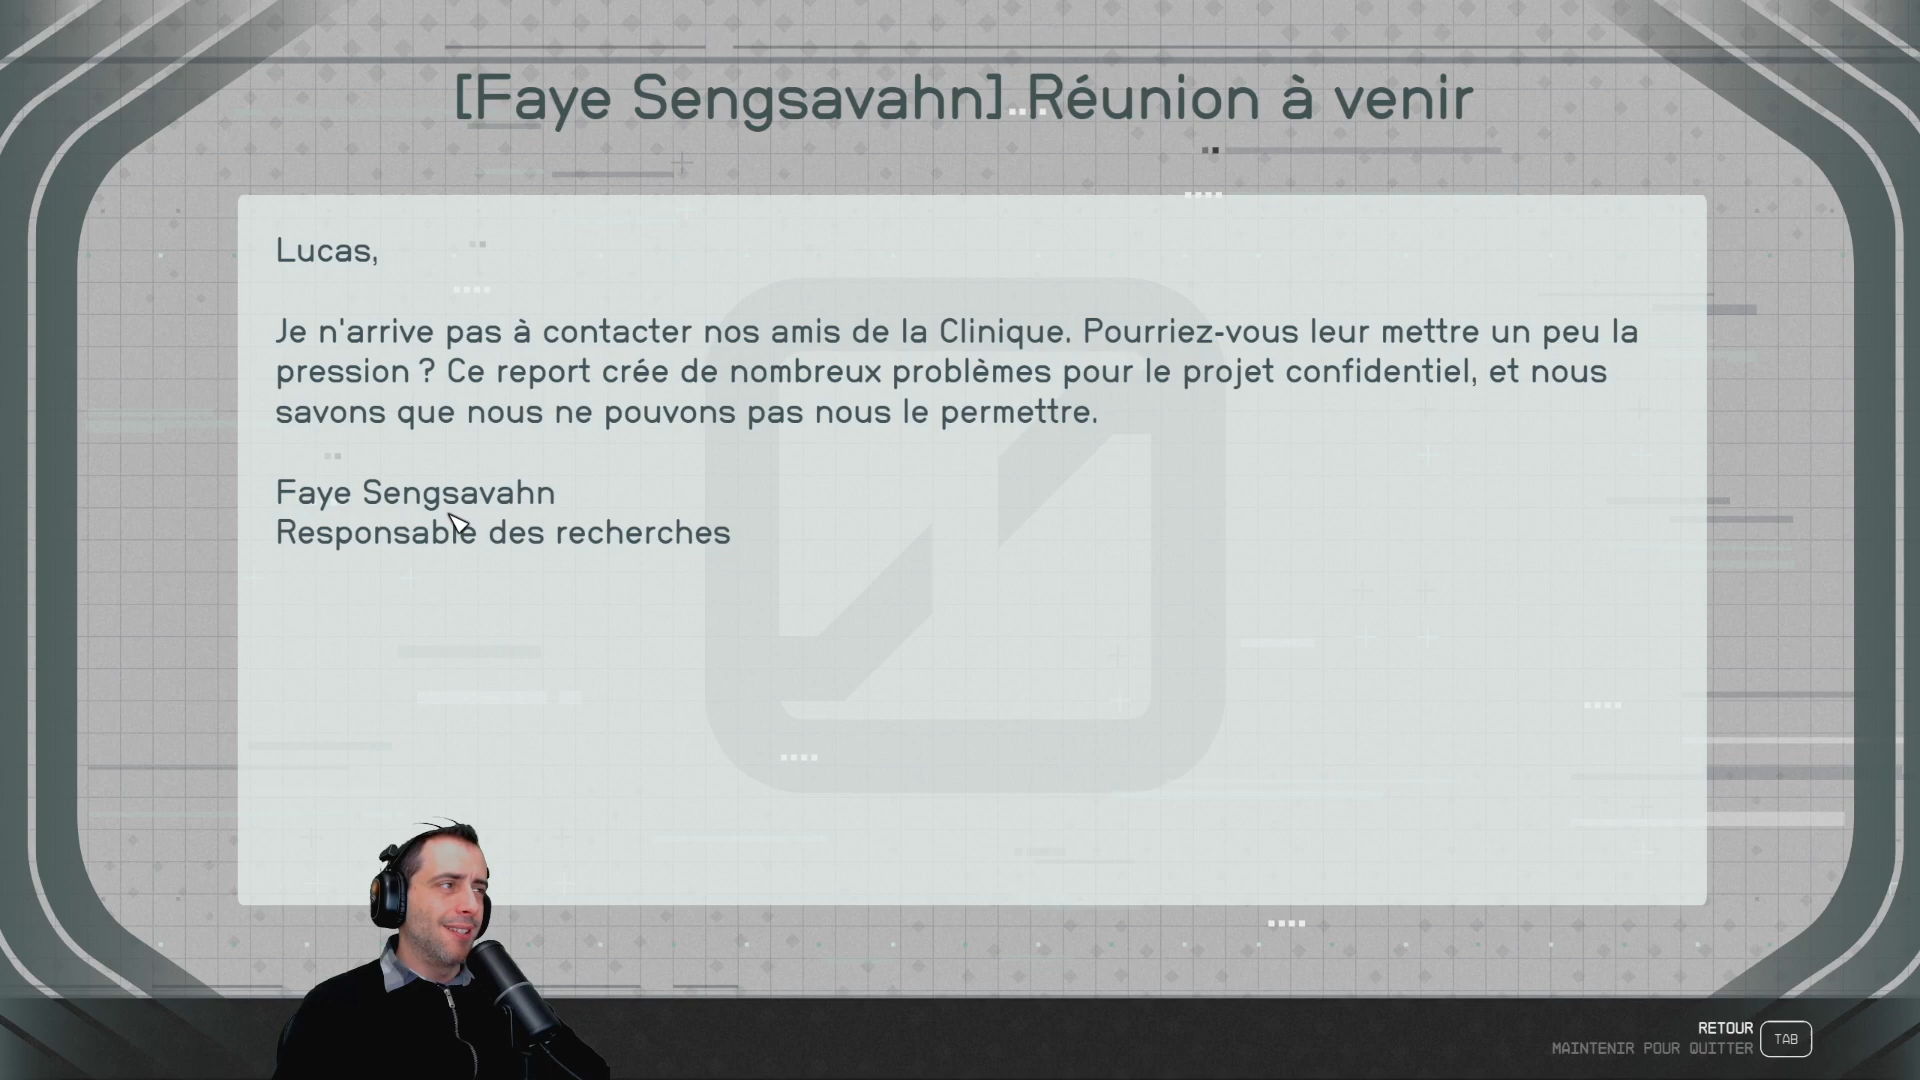 [Faye Sengsavahn] Réunion à venir
Lucas,
Je n'arrive pas à contacter nos amis de la Clinique. Pourriez-vous leur mettre un peu la
pression ? Ce report crée de nombreux problèmes pour le projet confidentiel, et nous
savons que nous ne pouvons pas nous le permettre.
Faye Sengsavahn
Responsable des recherches
RETOUR
MAINTENIR POUR QUITTER
TAB